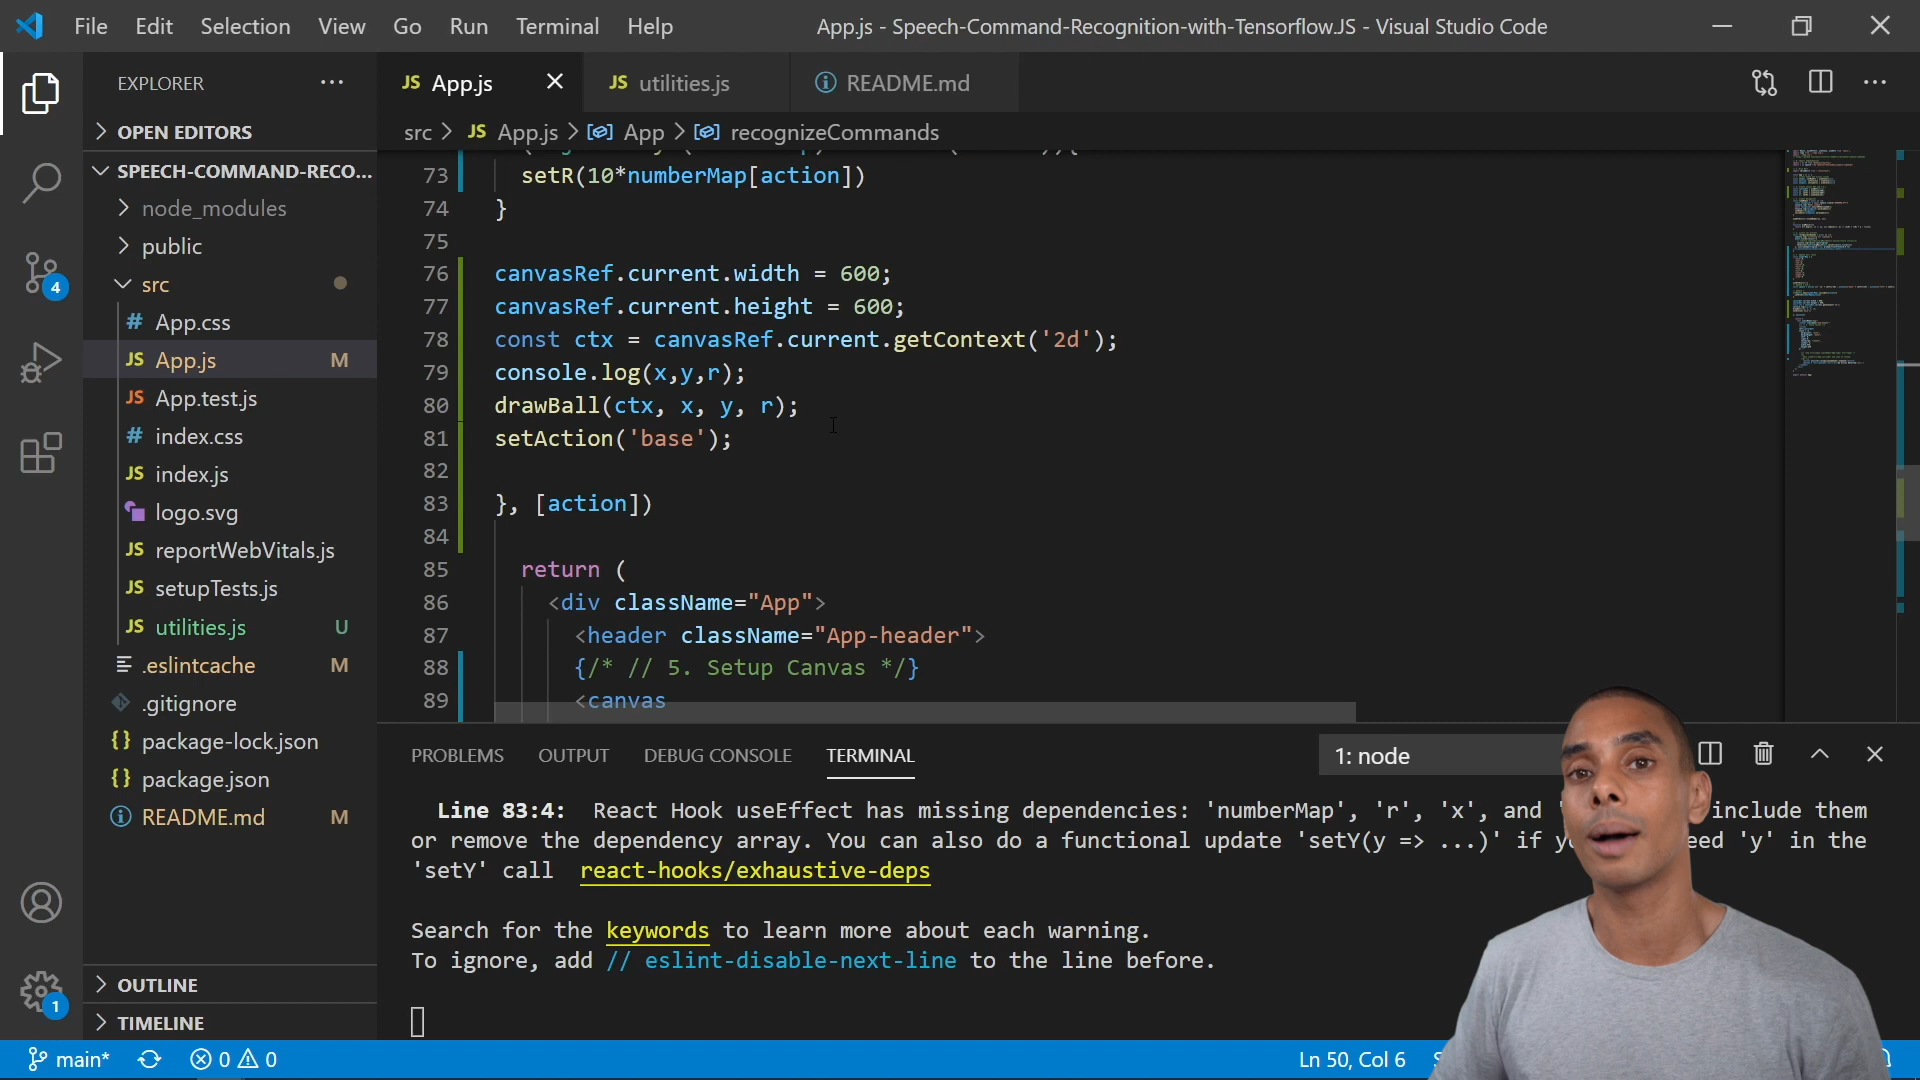 File Edit Selection View Go Run Terminal Help
App.js - Speech-Command-Recognition-with-Tensorflow.JS - Visual Studio Code
EXPLORER
JS App.js
JS utilities.js
README.md
OPEN EDITORS
src > JS App.js > App > recognizeCommands
SPEECH-COMMAND-RECO...
node_modules
public
src
4
# App.css
JS App.js M
JS App.test.js
# index.css
JS index.js
logo.svg
JS reportWebVitals.js
JS setupTests.js
JS utilities.js U
.eslintcache M
.gitignore
{} package-lock.json
{} package.json
README.md M
OUTLINE
1
TIMELINE
73 setR(10*numberMap[action])
74 }
75
76 canvasRef.current.width = 600;
77 canvasRef.current.height = 600;
78 const ctx = canvasRef.current.getContext('2d');
79 console.log(x,y,r);
80 drawBall(ctx, x, y, r);
81 setAction('base');
82
83 }, [action])
84
85 return (
86 <div className="App">
87 <header className="App-header">
88 {/* // 5. Setup Canvas */}
89 <canvas
PROBLEMS OUTPUT DEBUG CONSOLE TERMINAL 1: node
Line 83:4: React Hook useEffect has missing dependencies: 'numberMap', 'r', 'x', and include them
or remove the dependency array. You can also do a functional update 'setY(y => ...)' if 'y' in the
'setY' call react-hooks/exhaustive-deps
Search for the keywords to learn more about each warning.
To ignore, add // eslint-disable-next-line to the line before.
main* 0 0 Ln 50, Col 6